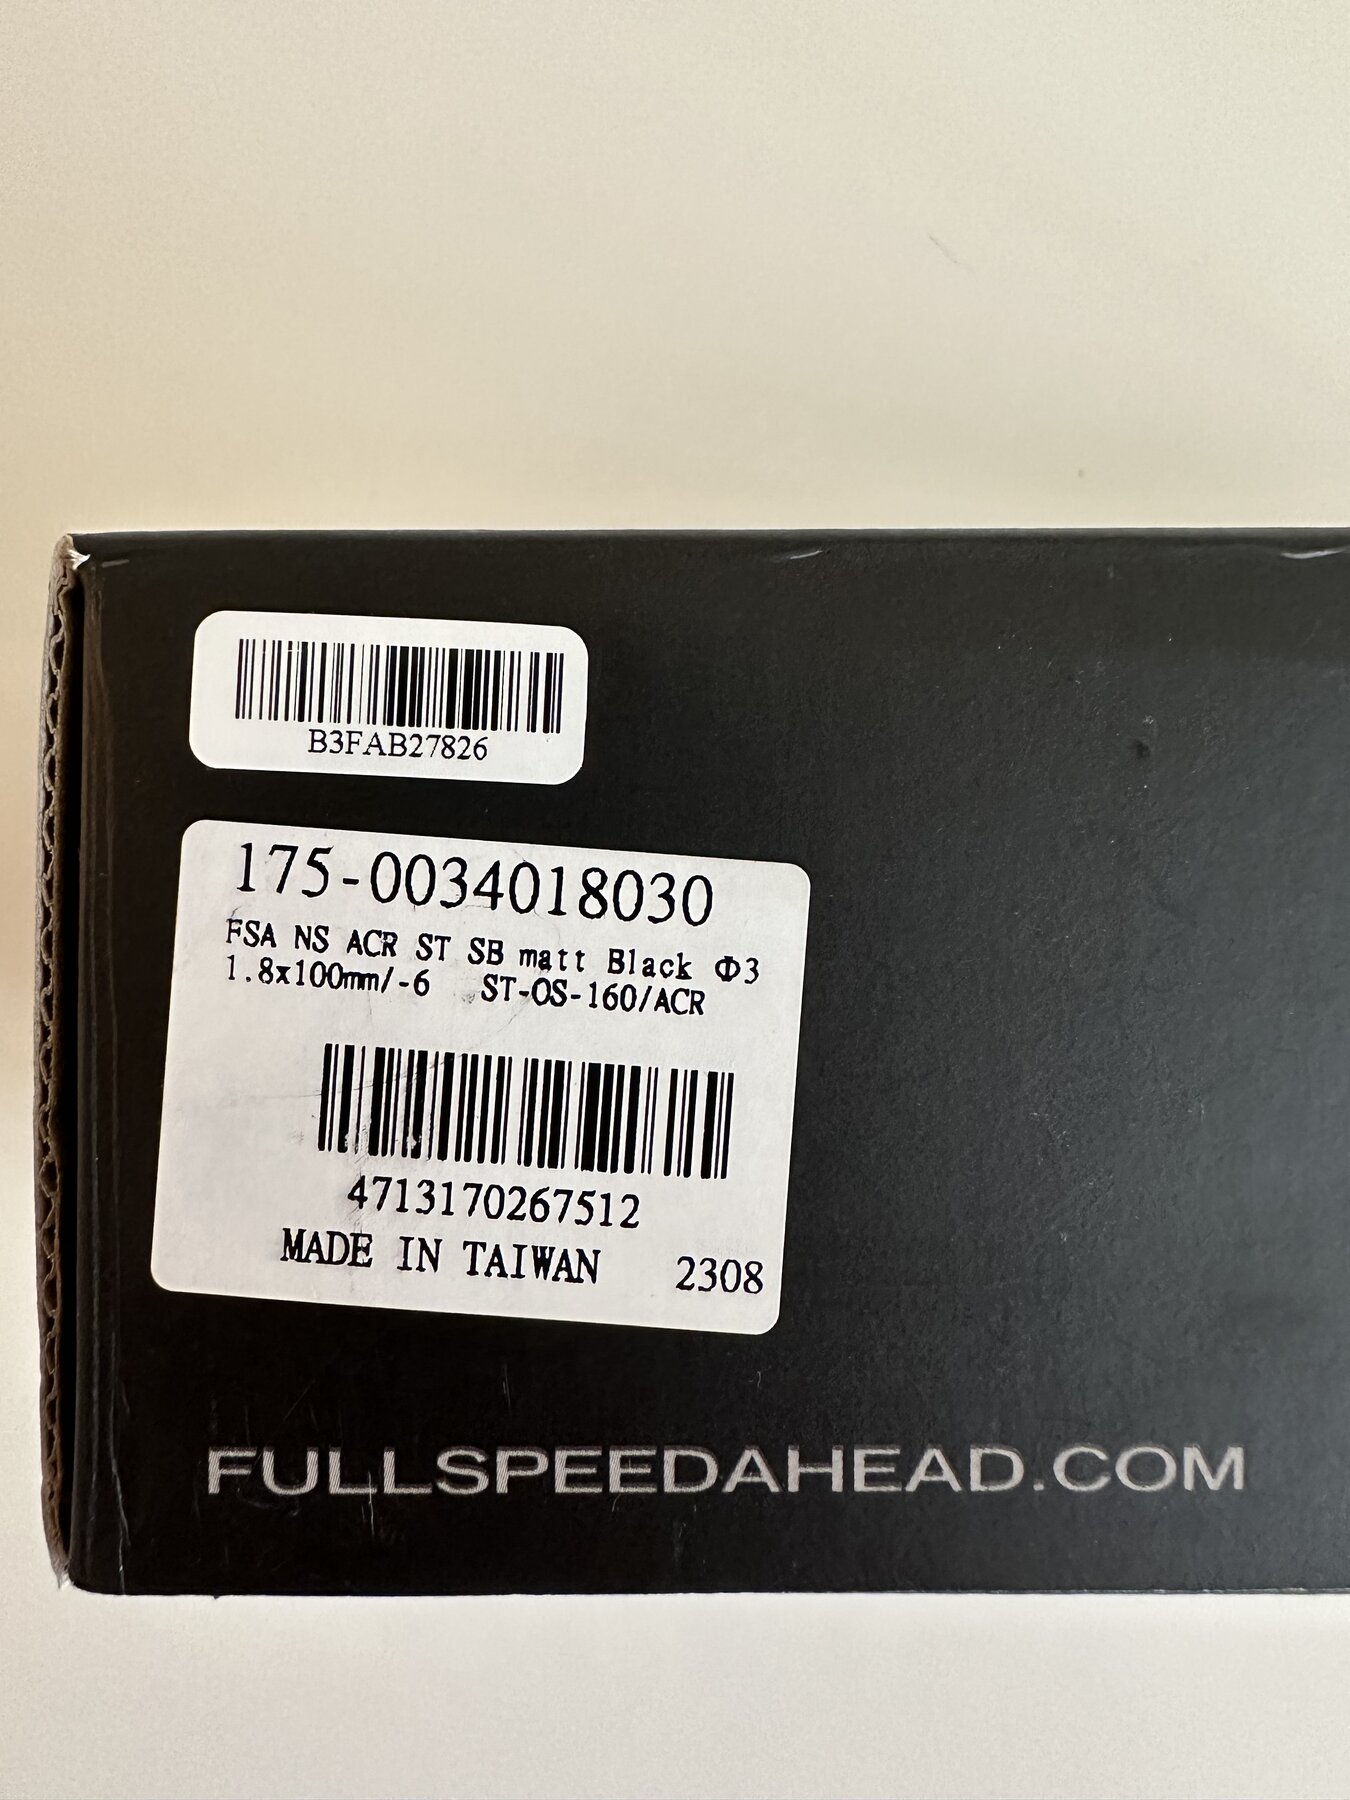 B3FAB27826
175-0034018030
FSA NS ACR ST SB matt Black Φ3
1.8x100mm/-6 ST-OS-160/ACR
4713170267512
MADE IN TAIWAN 2308
FULLSPEEDAHEAD.COM